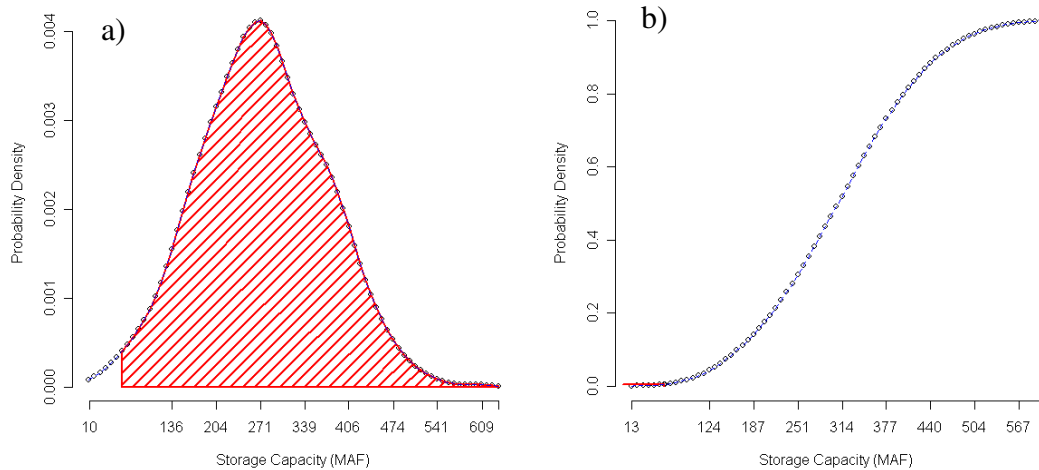 a)
Probability Density
0.004
0.003
0.002
0.001
0.000
10 136 204 271 339 406 474 541 609
Storage Capacity (MAF)
b)
Probability Density
1.0
0.8
0.6
0.4
0.2
0.0
13 124 187 251 314 377 440 504 567
Storage Capacity (MAF)